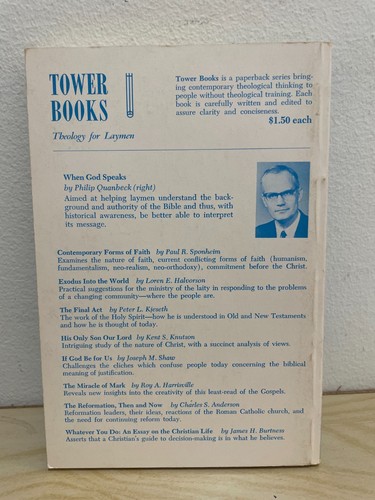 TOWER
BOOKS
Theology for Laymen
Tower Books is a paperback series bring-
ing contemporary theological thinking to
people without theological training. Each
book is carefully written and edited to
assure clarity and conciseness.
$1.50 each
When God Speaks
by Philip Quanbeck (right)
Aimed at helping laymen understand the back-
ground and authority of the Bible and thus, with
historical awareness, be better able to interpret
its message.
Contemporary Forms of Faith by Paul R. Sponheim
Examines the nature of faith, current conflicting forms of faith (humanism,
fundamentalism, neo-realism, neo-orthodoxy), commitment before the Christ.
Exodus Into the World by Loren E. Halvorson
Practical suggestions for the ministry of the laity in responding to the problems
of a changing community—where the people are.
The Final Act by Peter L. Kjeseth
The work of the Holy Spirit—how he is understood in Old and New Testaments
and how he is thought of today.
His Only Son Our Lord by Kent S. Knutson
Intriguing study of the nature of Christ, with a succinct analysis of views.
If God Be for Us by Joseph M. Shaw
Challenges the cliches which confuse people today concerning the biblical
meaning of justification.
The Miracle of Mark by Roy A. Harrisville
Reveals new insights into the creativity of this least-read of the Gospels.
The Reformation, Then and Now by Charles S. Anderson
Reformation leaders, their ideas, reactions of the Roman Catholic church, and
the need for continuing reform today.
Whatever You Do: An Essay on the Christian Life by James H. Burtness
Asserts that a Christian's guide to decision-making is in what he believes.